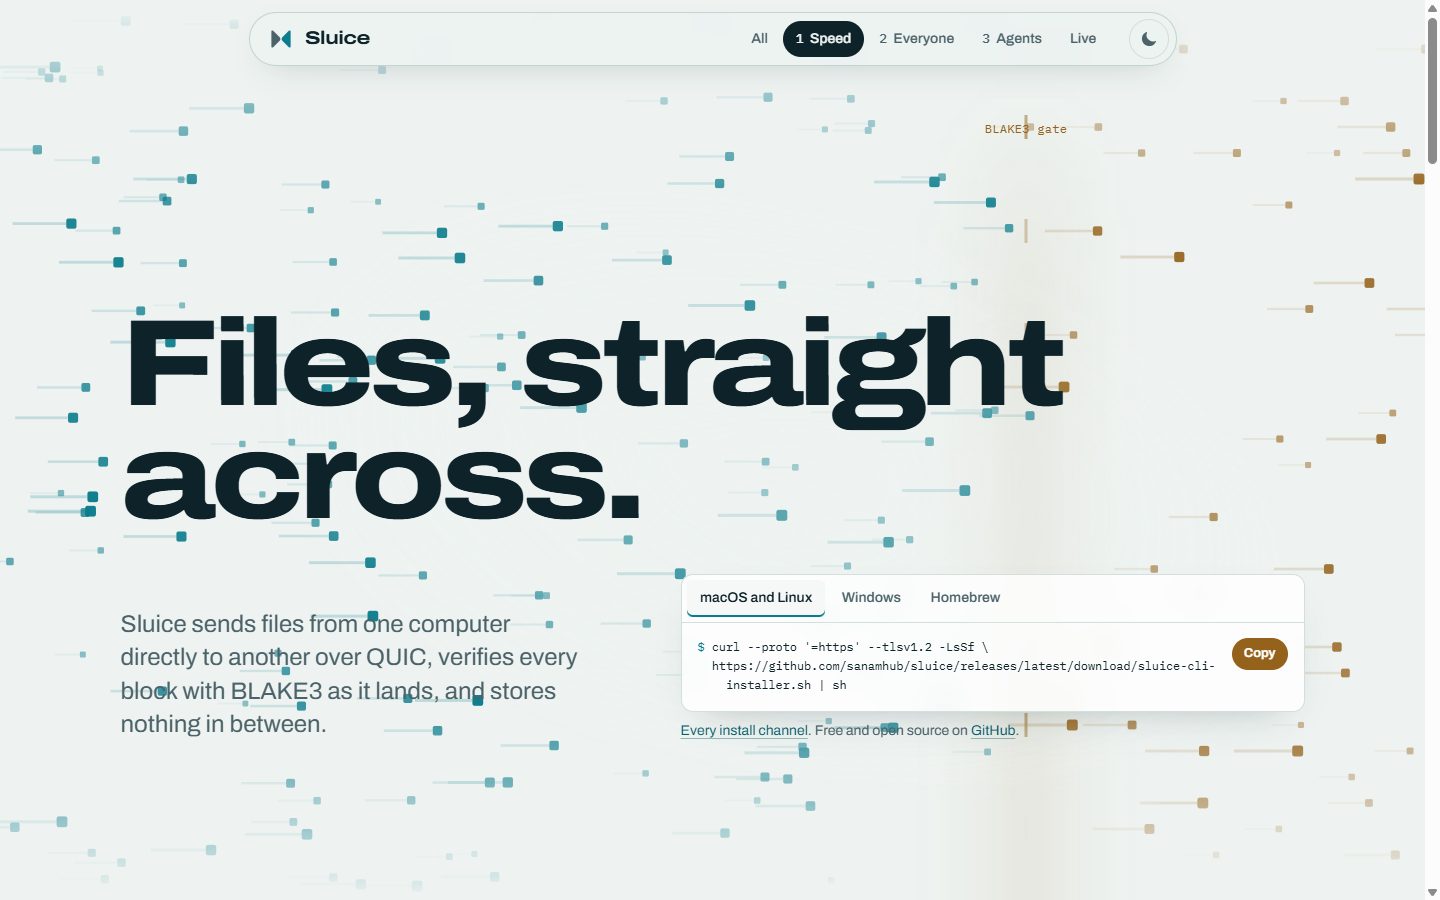 Sluice
All 1 Speed 2 Everyone 3 Agents Live
BLAKE3 gate
Files, straight
across.
Sluice sends files from one computer
directly to another over QUIC, verifies every
block with BLAKE3 as it lands, and stores
nothing in between.
macOS and Linux Windows Homebrew
$ curl --proto '=https' --tlsv1.2 -LsSf \
https://github.com/sanamhub/sluice/releases/latest/download/sluice-cli-
installer.sh | sh
Copy
Every install channel. Free and open source on GitHub.